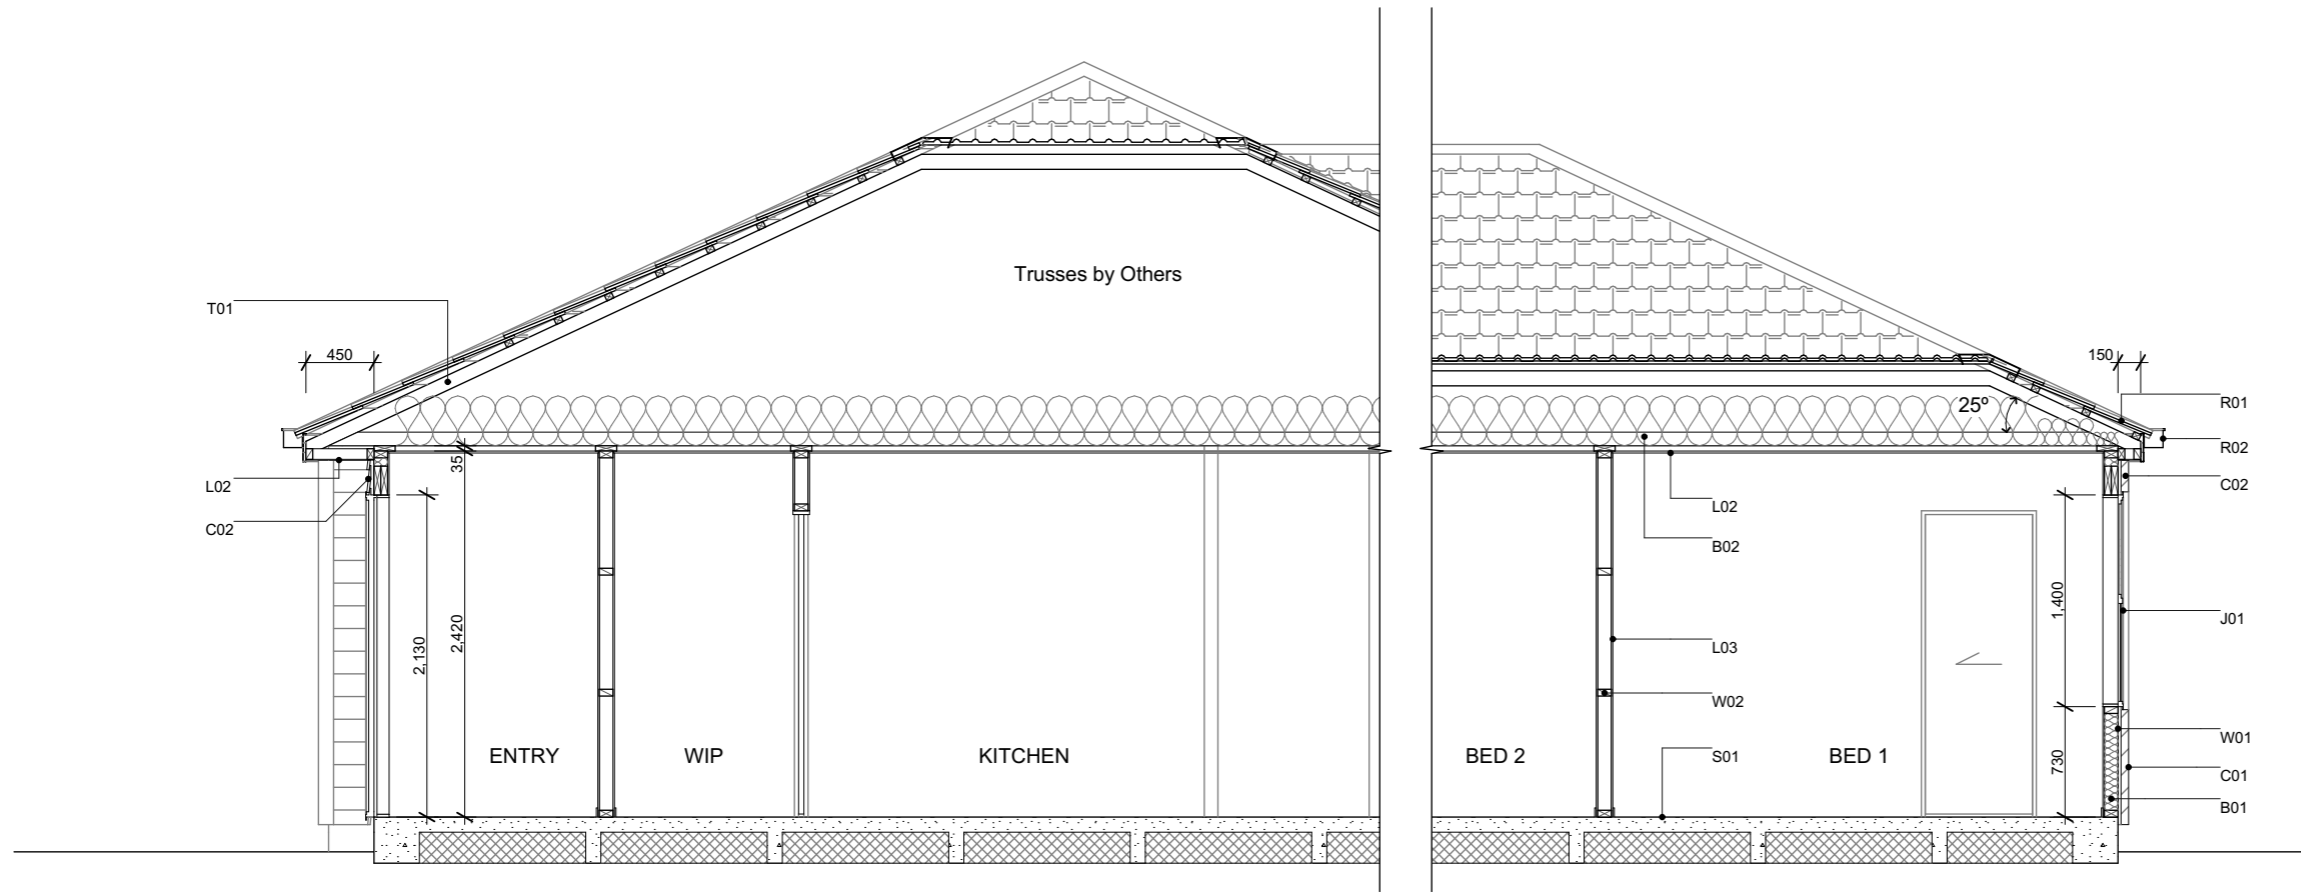 Trusses by Others
T01
450
150
25°
R01
R02
L02
C02
35
C02
L02
B02
2,130
2,420
1,400
J01
L03
W02
ENTRY
WIP
KITCHEN
BED 2
S01
BED 1
730
W01
C01
B01